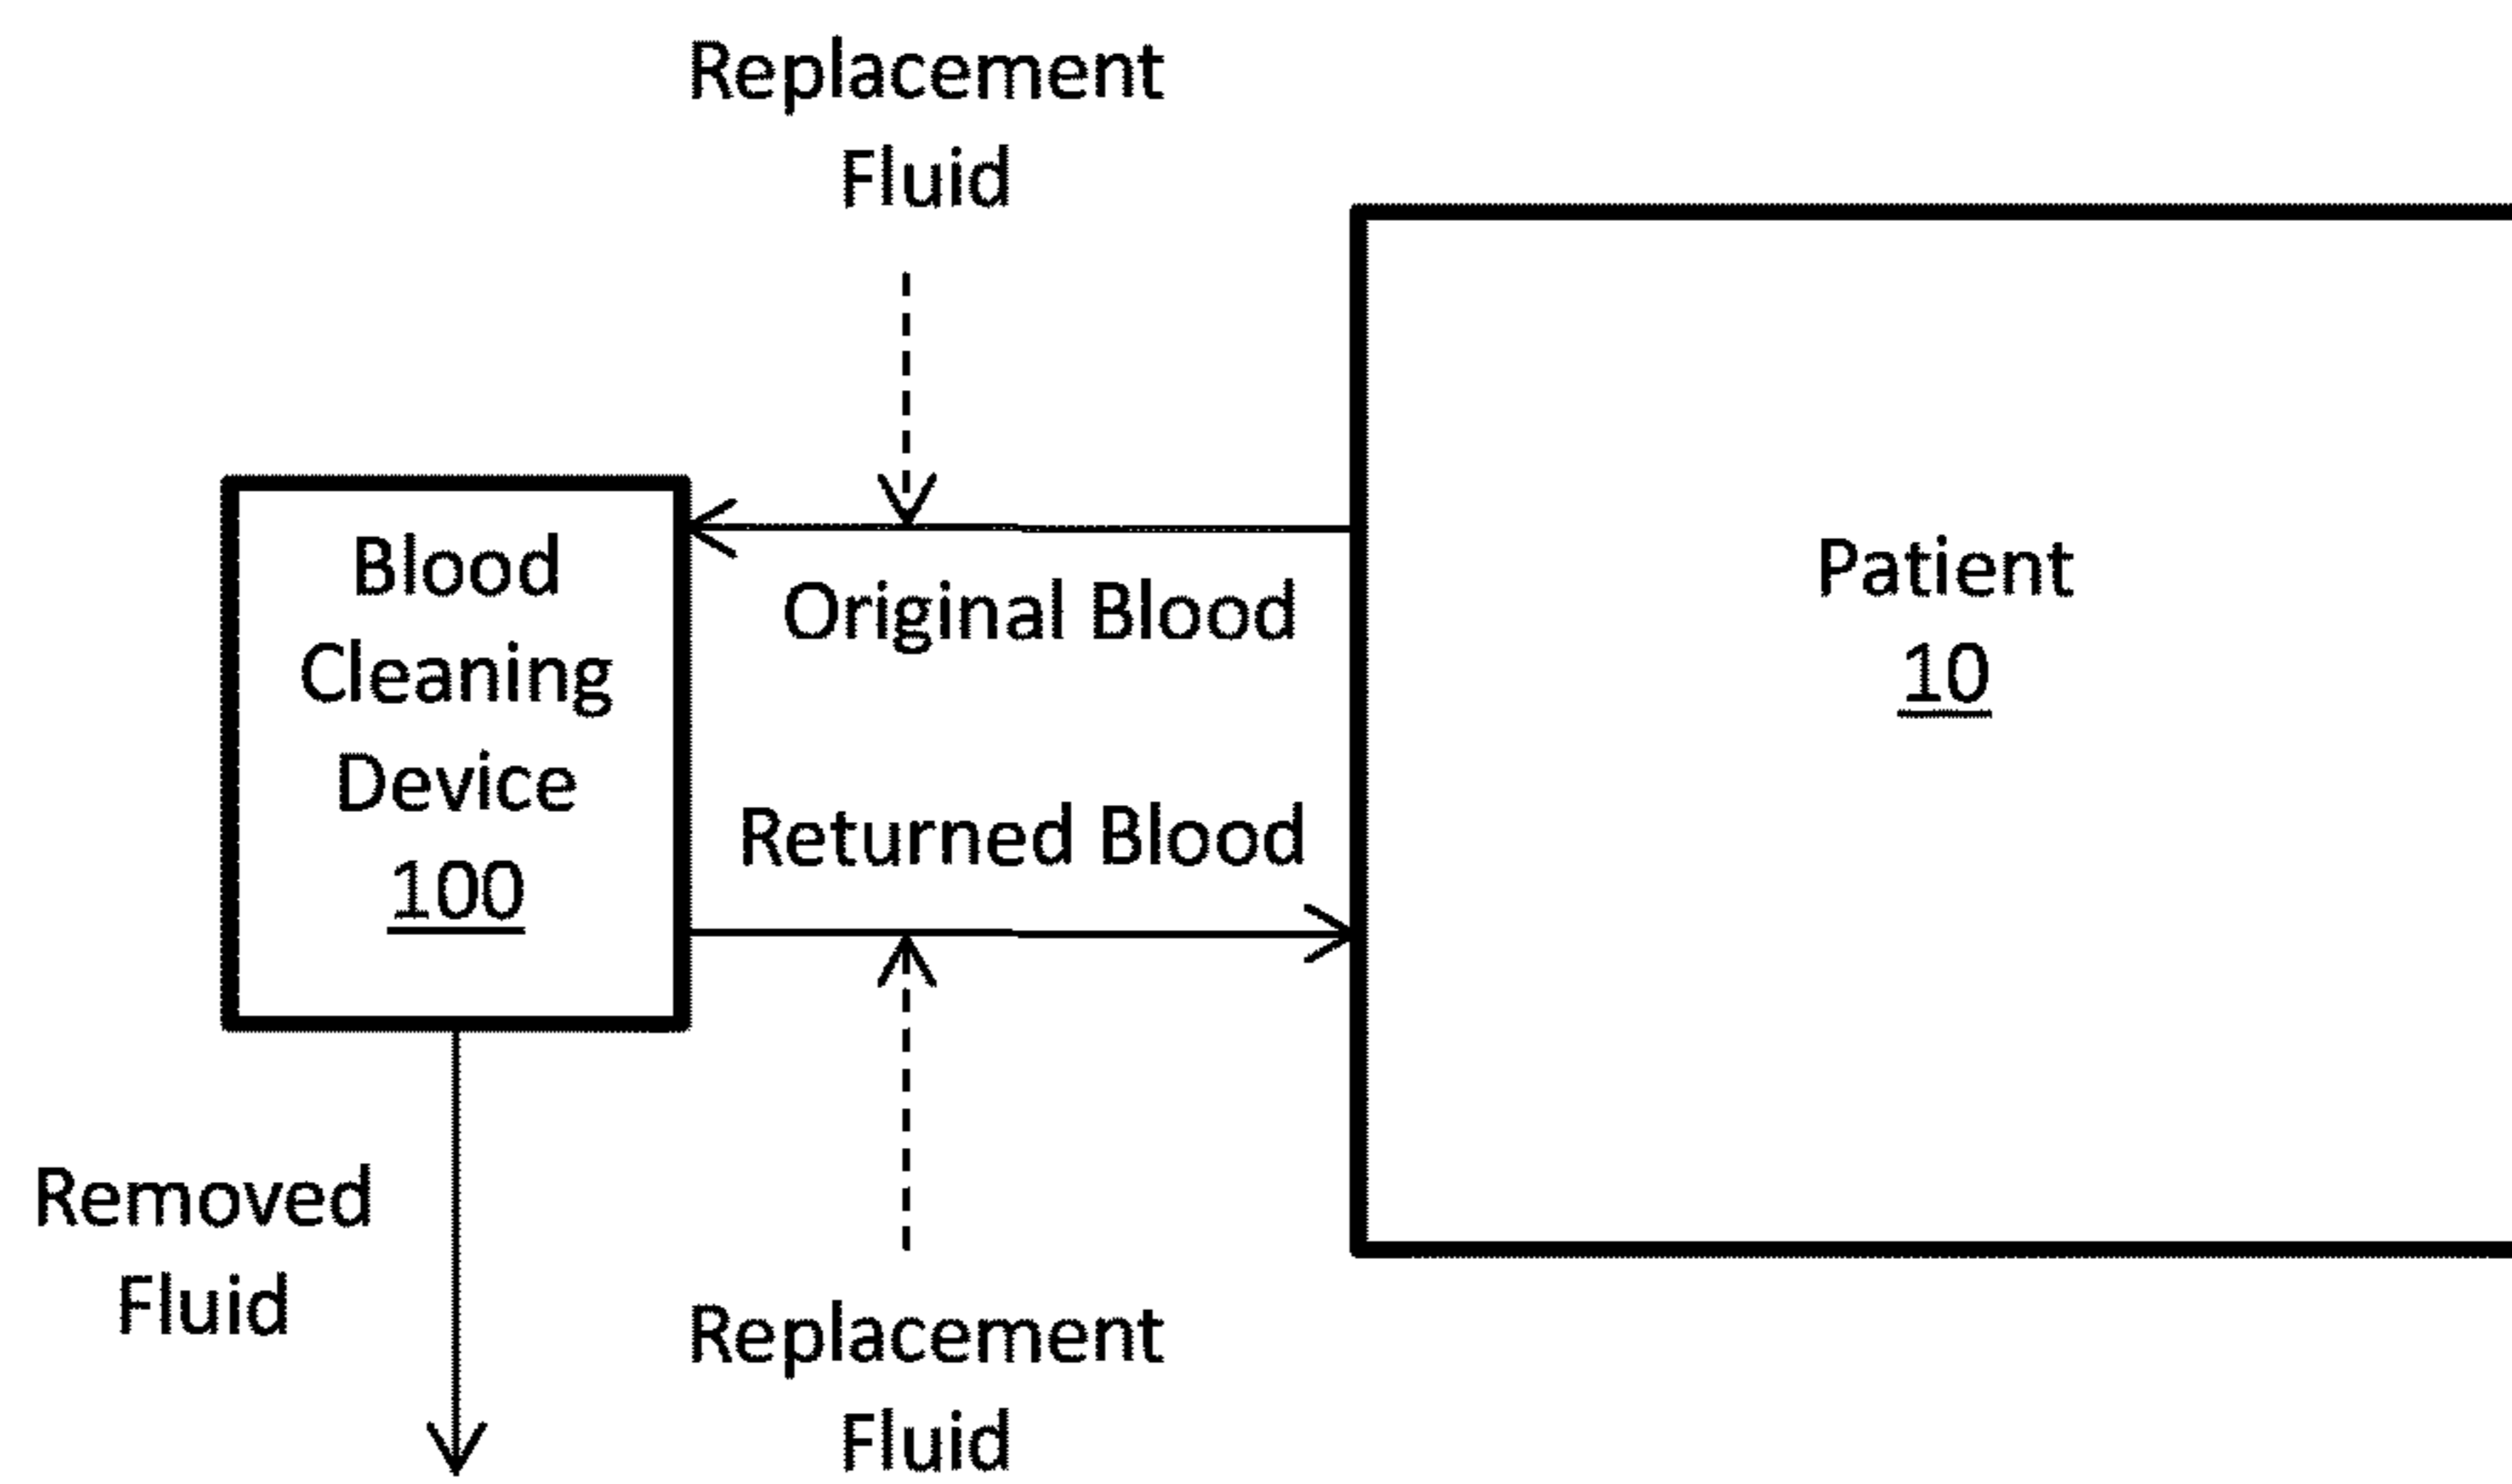 Replacement
Fluid
Blood
Cleaning
Device
100
Original Blood
Returned Blood
Patient
10
Removed
Fluid
Replacement
Fluid